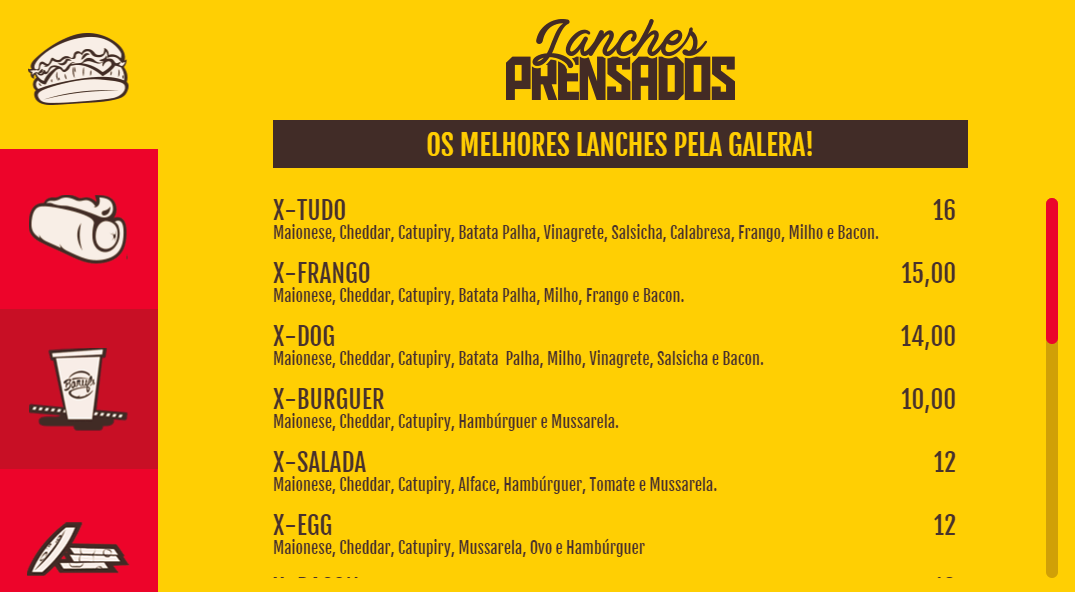 Lanches
PRENSADOS
OS MELHORES LANCHES PELA GALERA!
X-TUDO 16
Maionese, Cheddar, Catupiry, Batata Palha, Vinagrete, Salsicha, Calabresa, Frango, Milho e Bacon.
X-FRANGO 15,00
Maionese, Cheddar, Catupiry, Batata Palha, Milho, Frango e Bacon.
X-DOG 14,00
Maionese, Cheddar, Catupiry, Batata  Palha, Milho, Vinagrete, Salsicha e Bacon.
X-BURGUER 10,00
Maionese, Cheddar, Catupiry, Hambúrguer e Mussarela.
X-SALADA 12
Maionese, Cheddar, Catupiry, Alface, Hambúrguer, Tomate e Mussarela.
X-EGG 12
Maionese, Cheddar, Catupiry, Mussarela, Ovo e Hambúrguer